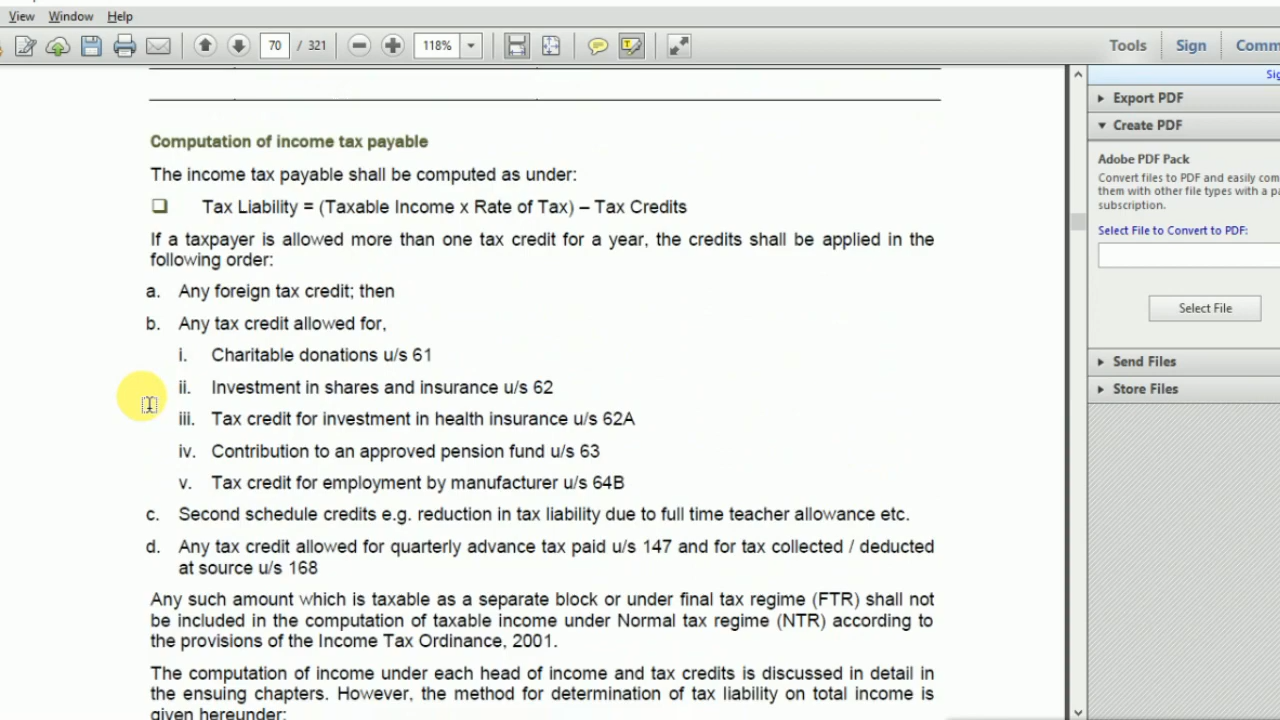 View Window Help
70 / 321 118% Tools Sign
Computation of income tax payable
The income tax payable shall be computed as under:
Tax Liability = (Taxable Income x Rate of Tax) – Tax Credits
If a taxpayer is allowed more than one tax credit for a year, the credits shall be applied in the
following order:
a. Any foreign tax credit; then
b. Any tax credit allowed for,
i. Charitable donations u/s 61
ii. Investment in shares and insurance u/s 62
iii. Tax credit for investment in health insurance u/s 62A
iv. Contribution to an approved pension fund u/s 63
v. Tax credit for employment by manufacturer u/s 64B
c. Second schedule credits e.g. reduction in tax liability due to full time teacher allowance etc.
d. Any tax credit allowed for quarterly advance tax paid u/s 147 and for tax collected / deducted
at source u/s 168
Any such amount which is taxable as a separate block or under final tax regime (FTR) shall not
be included in the computation of taxable income under Normal tax regime (NTR) according to
the provisions of the Income Tax Ordinance, 2001.
The computation of income under each head of income and tax credits is discussed in detail in
the ensuing chapters. However, the method for determination of tax liability on total income is
given hereunder:
Export PDF
Create PDF
Adobe PDF Pack
Convert files to PDF and easily com
them with other file types with a p
subscription.
Select File to Convert to PDF:
Select File
Send Files
Store Files